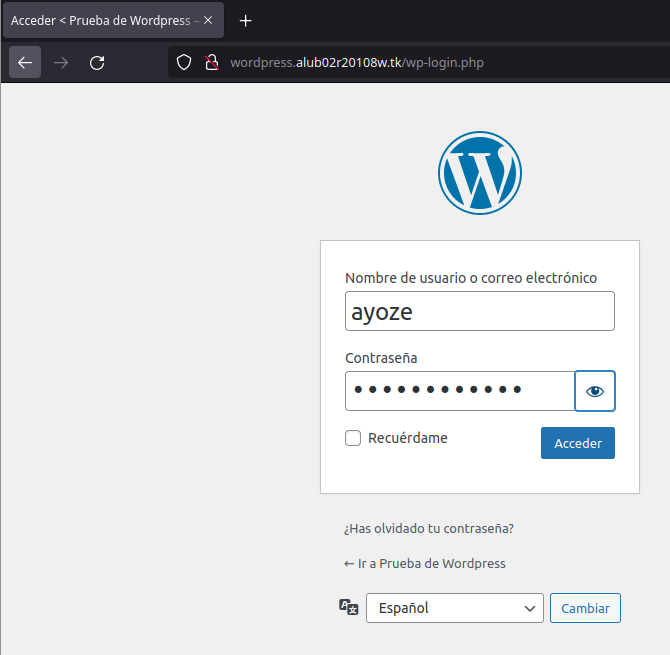 Acceder < Prueba de Wordpress –
wordpress.alub02r20108w.tk/wp-login.php
Nombre de usuario o correo electrónico
ayoze
Contraseña
••••••••••••
Recuérdame
Acceder
¿Has olvidado tu contraseña?
← Ir a Prueba de Wordpress
Español
Cambiar